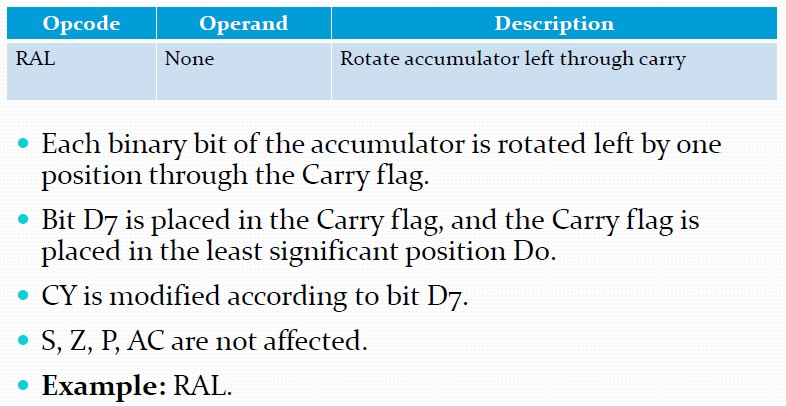 Opcode Operand Description
RAL None Rotate accumulator left through carry
• Each binary bit of the accumulator is rotated left by one
position through the Carry flag.
• Bit D7 is placed in the Carry flag, and the Carry flag is
placed in the least significant position D0.
• CY is modified according to bit D7.
• S, Z, P, AC are not affected.
• Example: RAL.